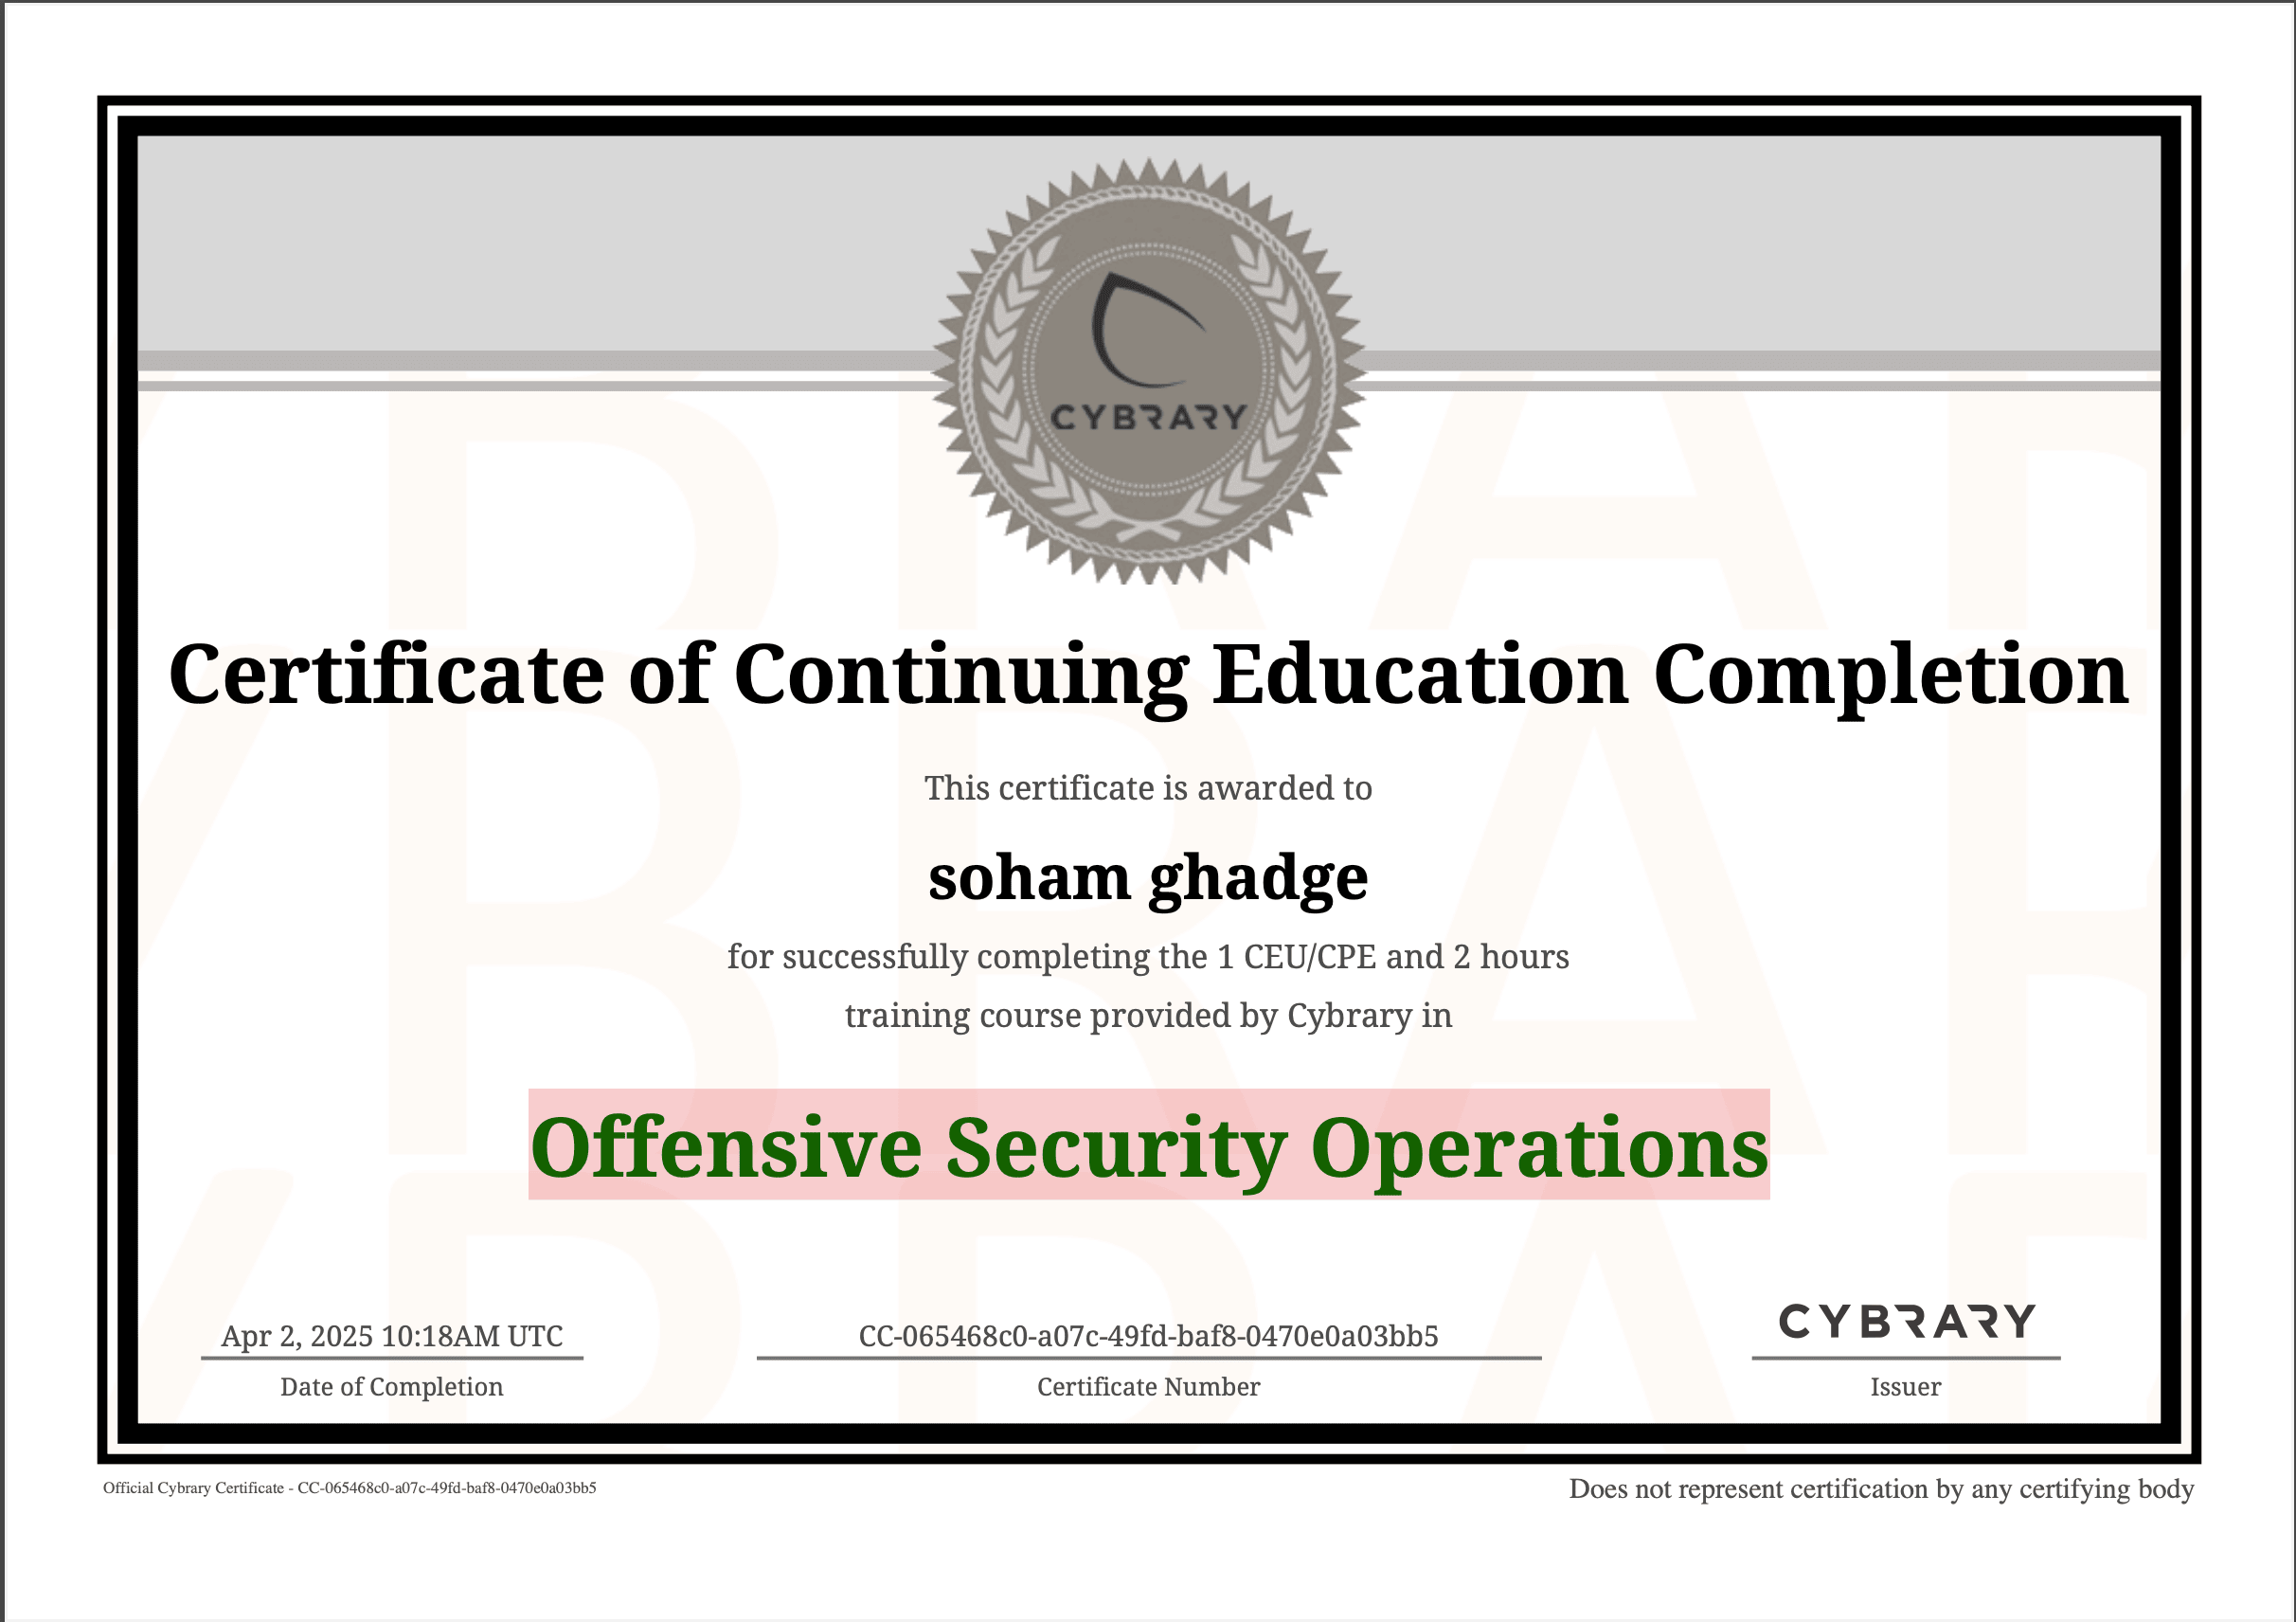 CYBRARY
Certificate of Continuing Education Completion
This certificate is awarded to
soham ghadge
for successfully completing the 1 CEU/CPE and 2 hours
training course provided by Cybrary in
Offensive Security Operations
Apr 2, 2025 10:18AM UTC
Date of Completion
CC-065468c0-a07c-49fd-baf8-0470e0a03bb5
Certificate Number
CYBRARY
Issuer
Official Cybrary Certificate - CC-065468c0-a07c-49fd-baf8-0470e0a03bb5
Does not represent certification by any certifying body